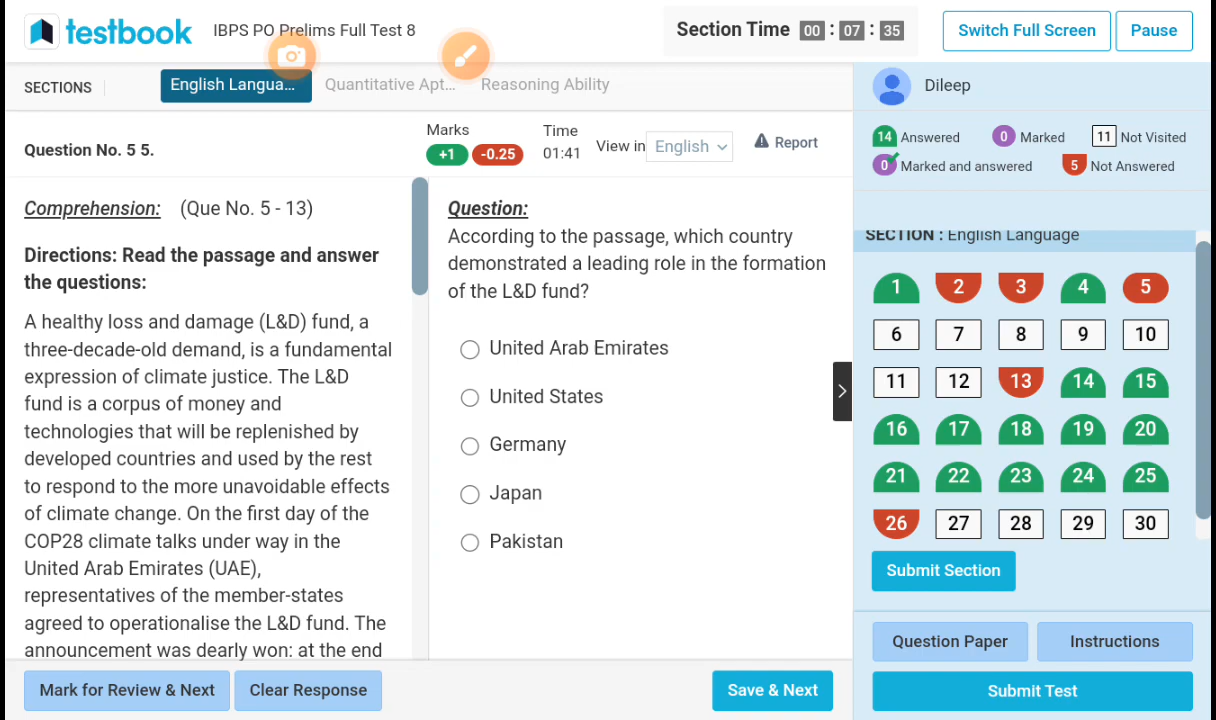 testbook IBPS PO Prelims Full Test 8 Section Time 00 : 07 : 35 Switch Full Screen Pause
SECTIONS English Langua... Quantitative Apt... Reasoning Ability
Dileep
Question No. 5 5.
Marks
+1 -0.25
Time
01:41
View in English
Report
14 Answered 0 Marked 11 Not Visited
0 Marked and answered 5 Not Answered
Comprehension: (Que No. 5 - 13)
Directions: Read the passage and answer
the questions:
A healthy loss and damage (L&D) fund, a
three-decade-old demand, is a fundamental
expression of climate justice. The L&D
fund is a corpus of money and
technologies that will be replenished by
developed countries and used by the rest
to respond to the more unavoidable effects
of climate change. On the first day of the
COP28 climate talks under way in the
United Arab Emirates (UAE),
representatives of the member-states
agreed to operationalise the L&D fund. The
announcement was dearly won: at the end
Question:
According to the passage, which country
demonstrated a leading role in the formation
of the L&D fund?
United Arab Emirates
United States
Germany
Japan
Pakistan
SECTION : English Language
1 2 3 4 5
6 7 8 9 10
11 12 13 14 15
16 17 18 19 20
21 22 23 24 25
26 27 28 29 30
Submit Section
Question Paper Instructions
Mark for Review & Next Clear Response Save & Next Submit Test